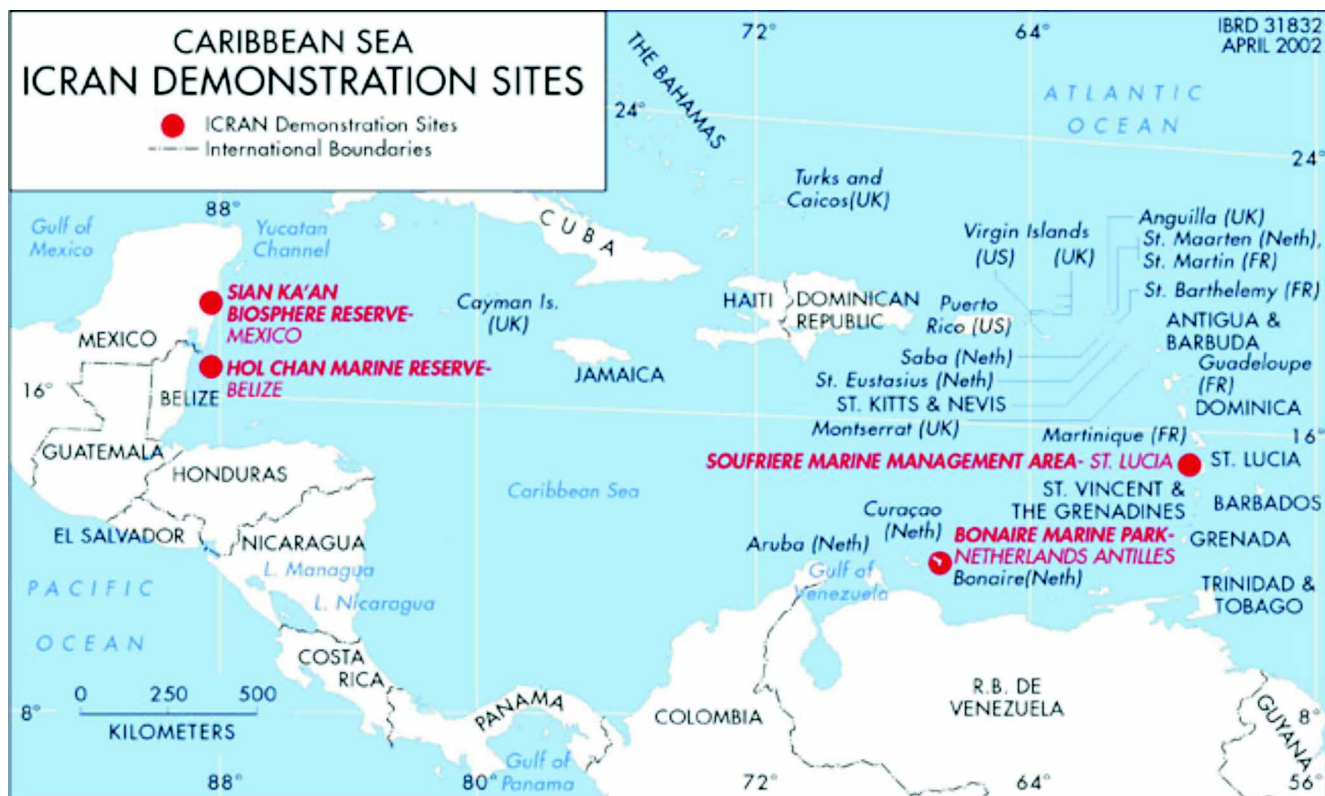 CARIBBEAN SEA
ICRAN DEMONSTRATION SITES
ICRAN Demonstration Sites
International Boundaries
IBRD 31832
APRIL 2002
72°
64°
24°
24°
88°
THE BAHAMAS
ATLANTIC
OCEAN
Gulf of
Mexico
Yucatan
Channel
CUBA
Turks and
Caicos(UK)
Virgin Islands
(US)
(UK)
Anguilla (UK)
St. Maarten (Neth),
St. Martin (FR)
St. Barthelemy (FR)
SIAN KA'AN
BIOSPHERE RESERVE-
MEXICO
Cayman Is.
(UK)
HAITI
DOMINICAN
REPUBLIC
Puerto
Rico (US)
ANTIGUA &
BARBUDA
MEXICO
HOL CHAN MARINE RESERVE-
BELIZE
JAMAICA
Saba (Neth)
St. Eustasius (Neth)
ST. KITTS & NEVIS
Montserrat (UK)
Guadeloupe
(FR)
DOMINICA
16°
BELIZE
Martinique (FR)
16°
GUATEMALA
HONDURAS
SOUFRIERE MARINE MANAGEMENT AREA- ST. LUCIA
ST. LUCIA
Caribbean Sea
ST. VINCENT &
THE GRENADINES
BARBADOS
EL SALVADOR
NICARAGUA
Curaçao
(Neth)
Aruba (Neth)
BONAIRE MARINE PARK-
NETHERLANDS ANTILLES
GRENADA
L. Managua
Gulf of
Venezuela
Bonaire(Neth)
TRINIDAD &
TOBAGO
PACIFIC
OCEAN
L. Nicaragua
COSTA
RICA
0 250 500
KILOMETERS
8°
PANAMA
COLOMBIA
R.B. DE
VENEZUELA
GUYANA
8°
Gulf of
Panama
88°
80°
72°
64°
56°